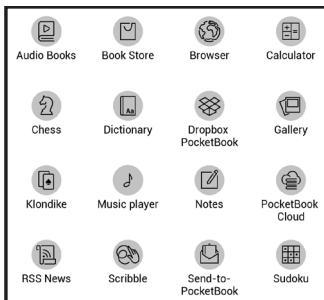 Audio Books
Book Store
Browser
Calculator
Aa
Chess
Dictionary
Dropbox
PocketBook
Gallery
Klondike
Music player
Notes
PocketBook
Cloud
RSS News
Scribble
Send-to-
PocketBook
Sudoku